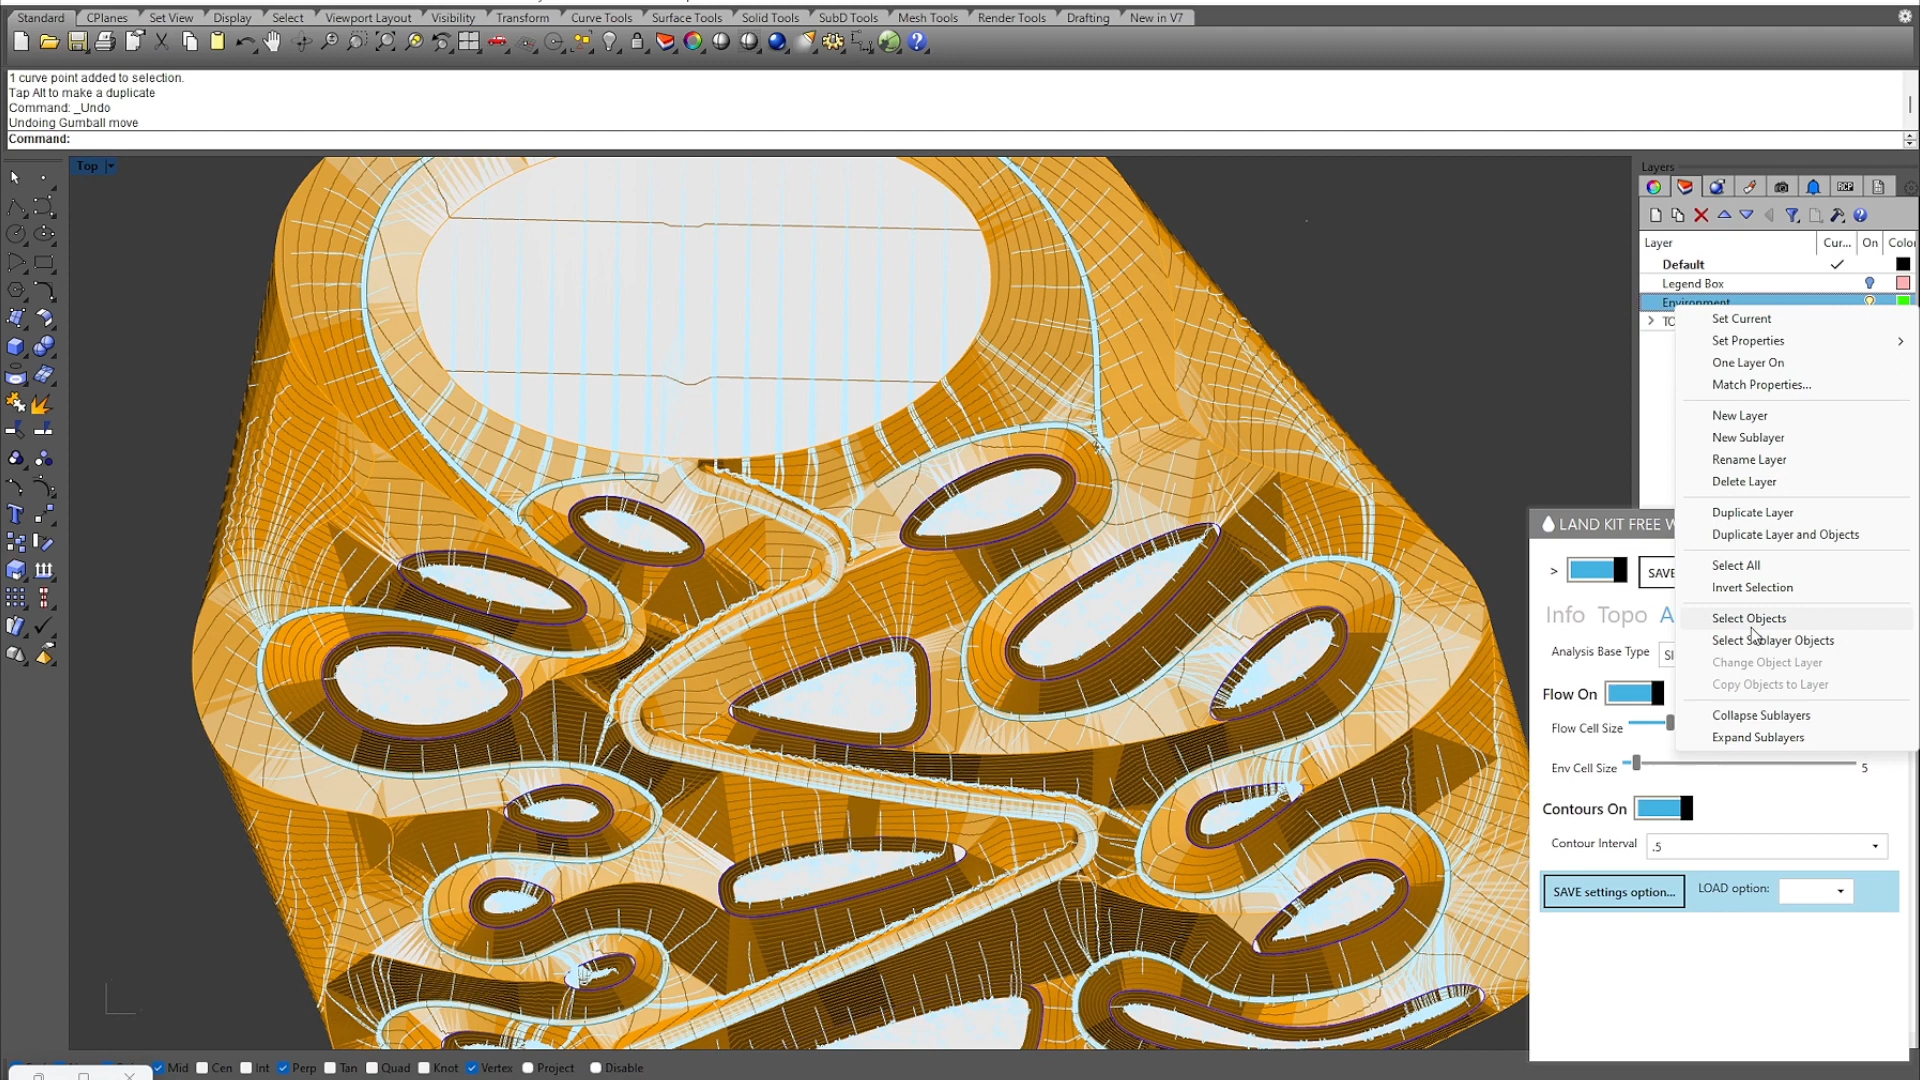 Standard CPlanes Set View Display Select Viewport Layout Visibility Transform Curve Tools Surface Tools Solid Tools SubD Tools Mesh Tools Render Tools Drafting New in V7
1 curve point added to selection.
Tap Alt to make a duplicate
Command: _Undo
Undoing Gumball move
Command:
Top
Layers
Layer Cur... On Color
Default
Legend Box
Environment
TO
Set Current
Set Properties
One Layer On
Match Properties...
New Layer
New Sublayer
Rename Layer
Delete Layer
Duplicate Layer
Duplicate Layer and Objects
Select All
Invert Selection
Select Objects
Select Sublayer Objects
Change Object Layer
Copy Objects to Layer
Collapse Sublayers
Expand Sublayers
LAND KIT FREE W
> SAVE
Info Topo A
Analysis Base Type
Flow On
Flow Cell Size
Env Cell Size 5
Contours On
Contour Interval .5
SAVE settings option... LOAD option:
Mid Cen Int Perp Tan Quad Knot Vertex Project Disable